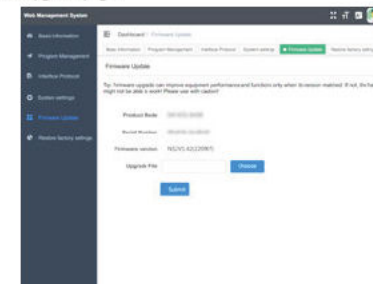 Web Management System
Basic Information
Program Management
Interface Protocol
System settings
Firmware Update
Restore factory settings
Dashboard / Firmware Update
Basic Information Program Management Interface Protocol System settings Firmware Update Restore factory settings
Firmware Update
Tip: firmware upgrade can improve equipment performance and functions only when its version matched. If not, the
might not be able to work! Please use with caution!
Product Mode
Serial Number
Firmware version
Upgrade File
Choose
Submit